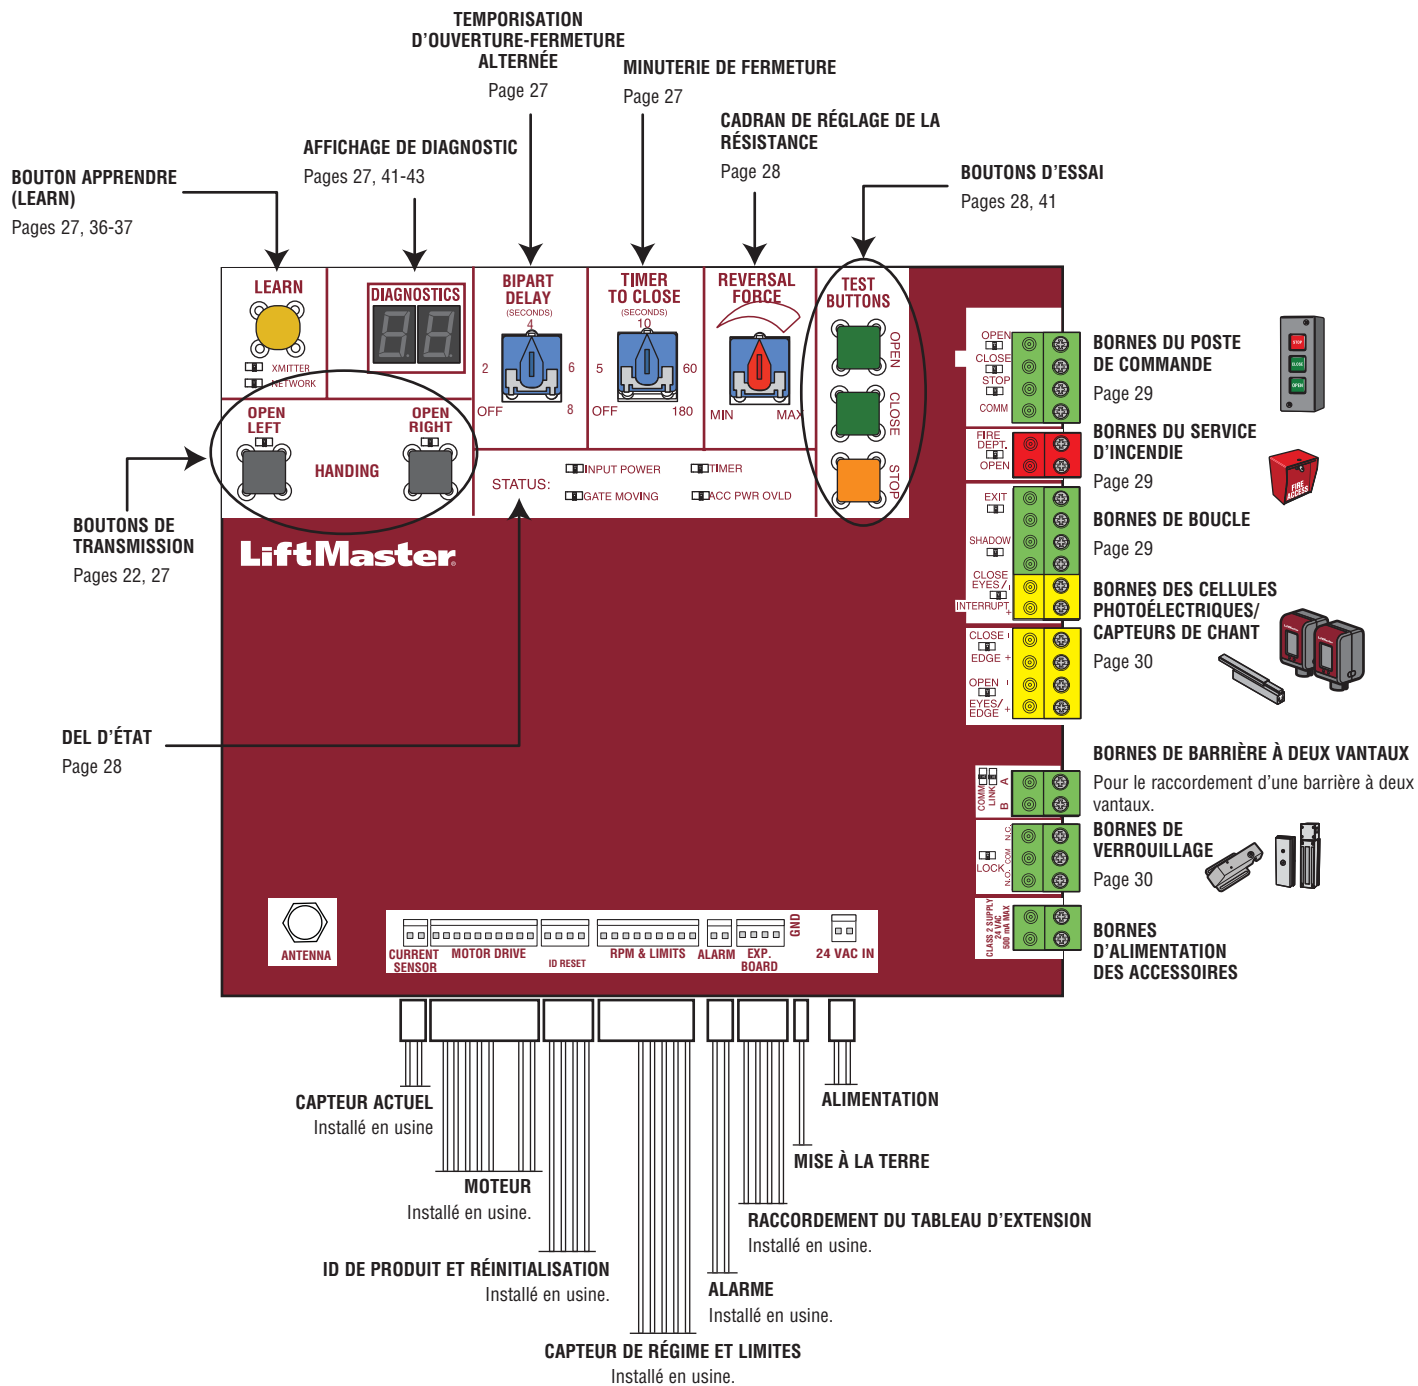 TEMPORISATION
D'OUVERTURE-FERMETURE
ALTERNÉE
Page 27
MINUTERIE DE FERMETURE
Page 27
CADRAN DE RÉGLAGE DE LA
RÉSISTANCE
Page 28
AFFICHAGE DE DIAGNOSTIC
Pages 27, 41-43
BOUTON APPRENDRE
(LEARN)
Pages 27, 36-37
BOUTONS D'ESSAI
Pages 28, 41
LEARN
XMITTER
NETWORK
DIAGNOSTICS
88
BIPART
DELAY
(SECONDS)
4
2
6
OFF
8
TIMER
TO CLOSE
(SECONDS)
10
5
60
OFF
180
REVERSAL
FORCE
MIN
MAX
TEST
BUTTONS
OPEN
CLOSE
STOP
OPEN
LEFT
HANDING
OPEN
RIGHT
STATUS:
INPUT POWER
TIMER
GATE MOVING
ACC PWR OVLD
BOUTONS DE
TRANSMISSION
Pages 22, 27
LiftMaster
DEL D'ÉTAT
Page 28
OPEN
CLOSE
STOP
COMM
BORNES DU POSTE
DE COMMANDE
Page 29
STOP
CLOSE
OPEN
FIRE
DEPT.
OPEN
BORNES DU SERVICE
D'INCENDIE
Page 29
FIRE
ACCESS
EXIT
SHADOW
BORNES DE BOUCLE
Page 29
CLOSE
EYES/ -
INTERRUPT +
CLOSE -
EDGE +
OPEN -
EYES/
EDGE +
BORNES DES CELLULES
PHOTOÉLECTRIQUES/
CAPTEURS DE CHANT
Page 30
COMM
LINK
A
B
BORNES DE BARRIÈRE À DEUX VANTAUX
Pour le raccordement d'une barrière à deux
vantaux.
LOCK
N.C.
COM
N.O.
BORNES DE
VERROUILLAGE
Page 30
CLASS 2 SUPPLY
24 VAC
500 mA MAX
BORNES
D'ALIMENTATION
DES ACCESSOIRES
ANTENNA
CURRENT
SENSOR
MOTOR DRIVE
ID RESET
RPM & LIMITS
ALARM
EXP.
BOARD
GND
24 VAC IN
CAPTEUR ACTUEL
Installé en usine
ALIMENTATION
MISE À LA TERRE
MOTEUR
Installé en usine.
RACCORDEMENT DU TABLEAU D'EXTENSION
Installé en usine.
ID DE PRODUIT ET RÉINITIALISATION
Installé en usine.
ALARME
Installé en usine.
CAPTEUR DE RÉGIME ET LIMITES
Installé en usine.